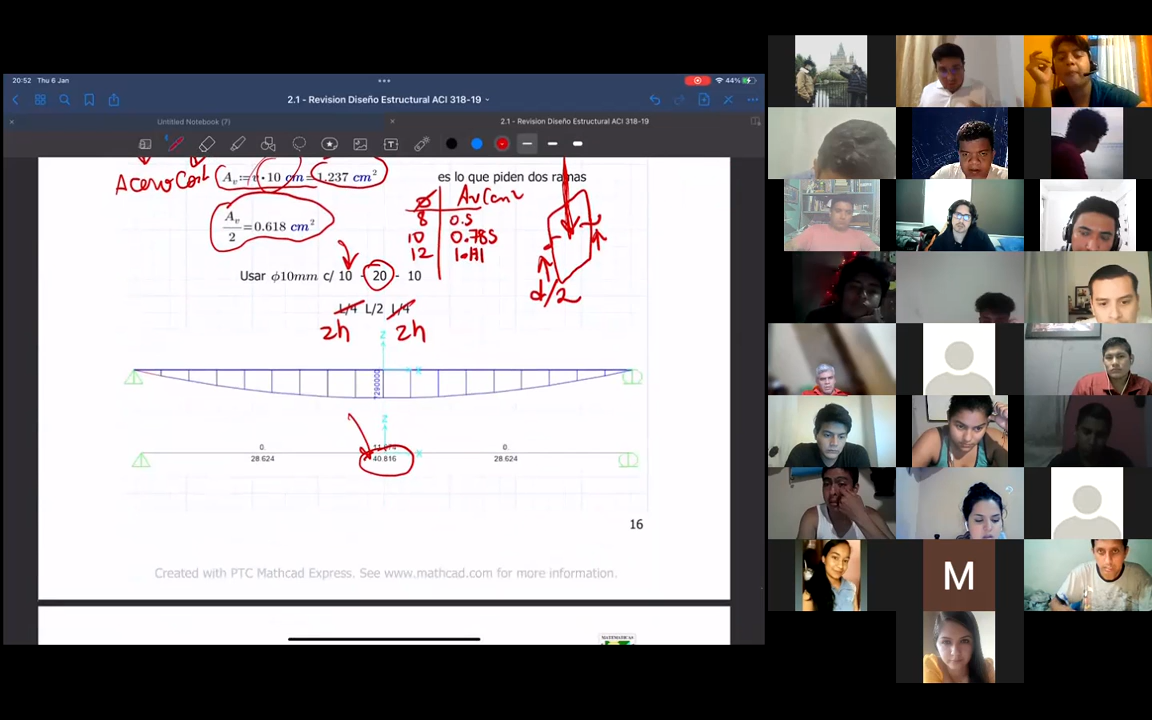 20:52 Thu 6 Jan
44%
2.1 - Revision Diseño Estructural ACI 318-19
Untitled Notebook (7)
2.1 - Revision Diseño Estructural ACI 318-19
Acero Cort
Av := v · 10 cm = 1.237 cm²
es lo que piden dos ramas
Ø Av(cm²
8 0.5
10 0.785
12 1.131
Av/2 = 0.618 cm²
Usar ϕ10mm c/ 10 - 20 - 10
L/4 L/2 L/4
2h 2h
d/2
Z
X
Z
0. 0.
28.624 40.816 28.624
X
16
Created with PTC Mathcad Express. See www.mathcad.com for more information.
MATEMATICAS
M